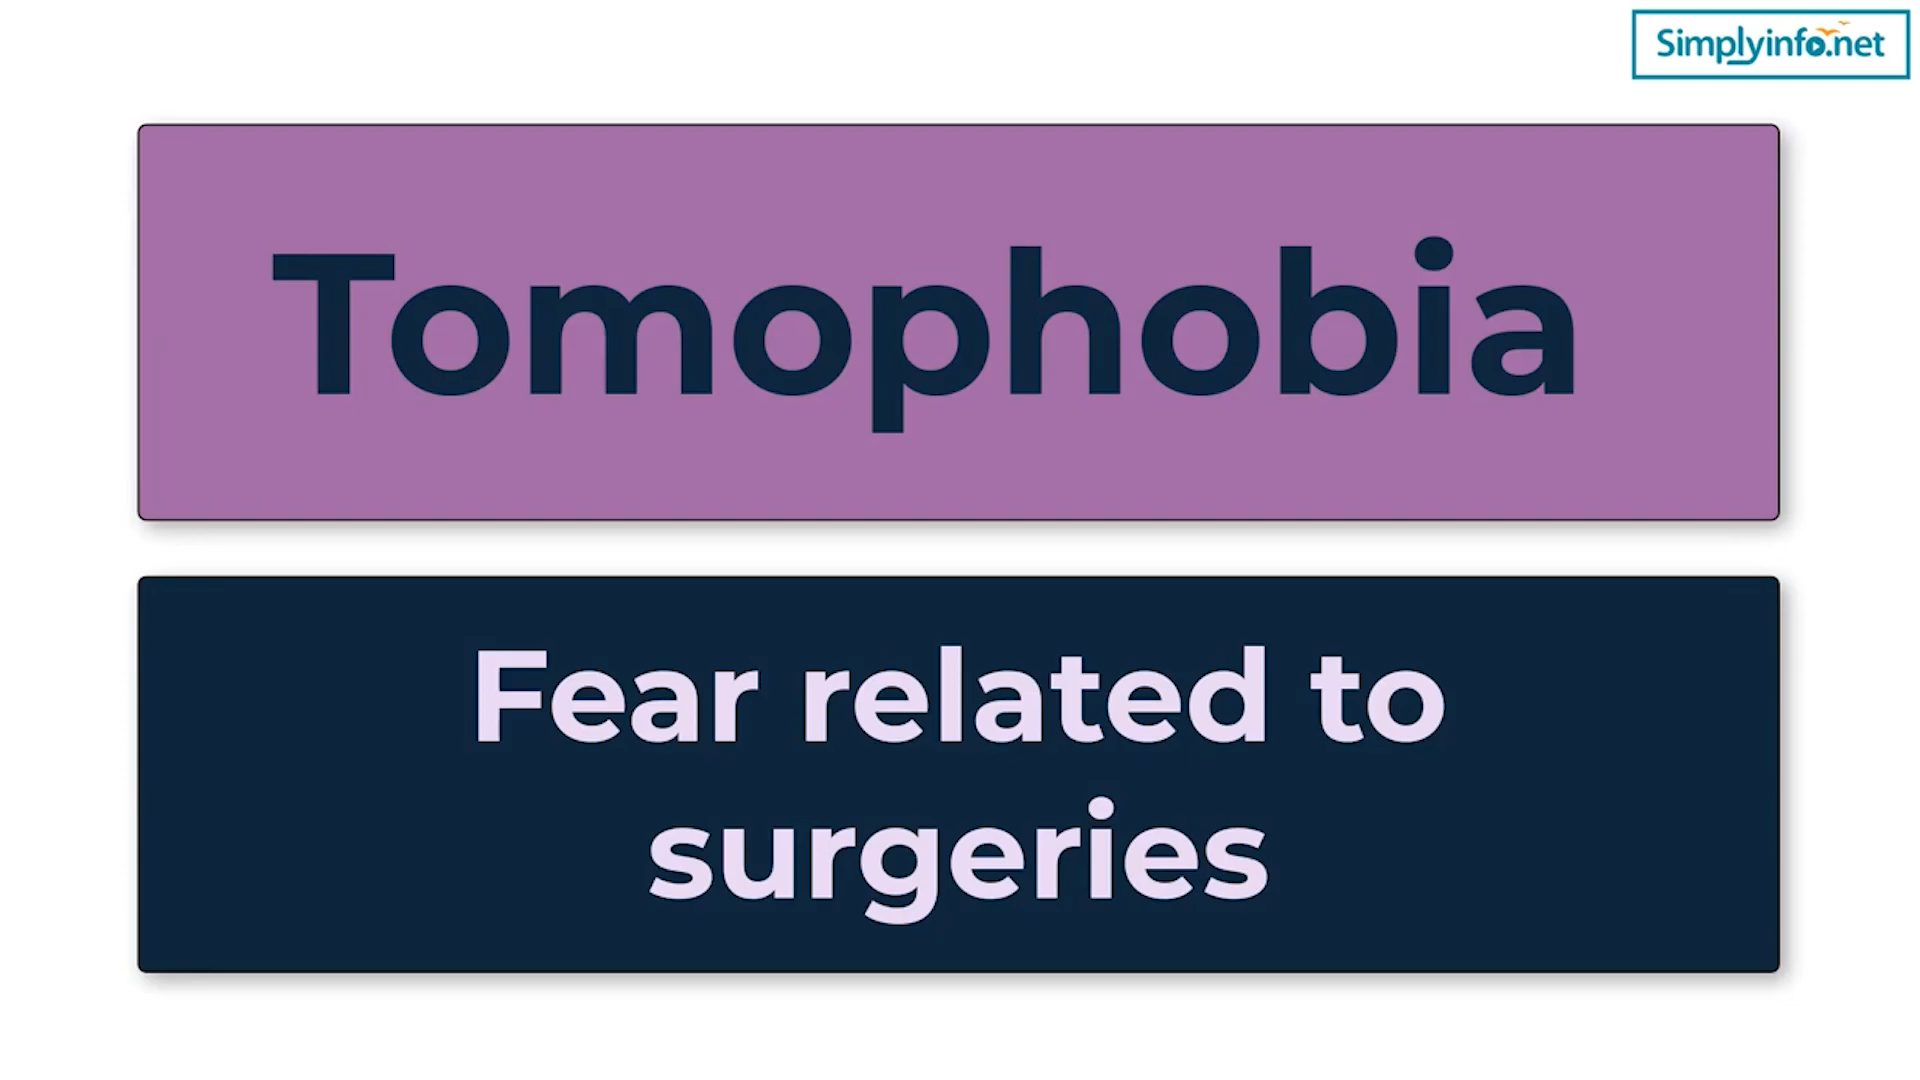 Simplyinfo.net
Tomophobia
Fear related to
surgeries